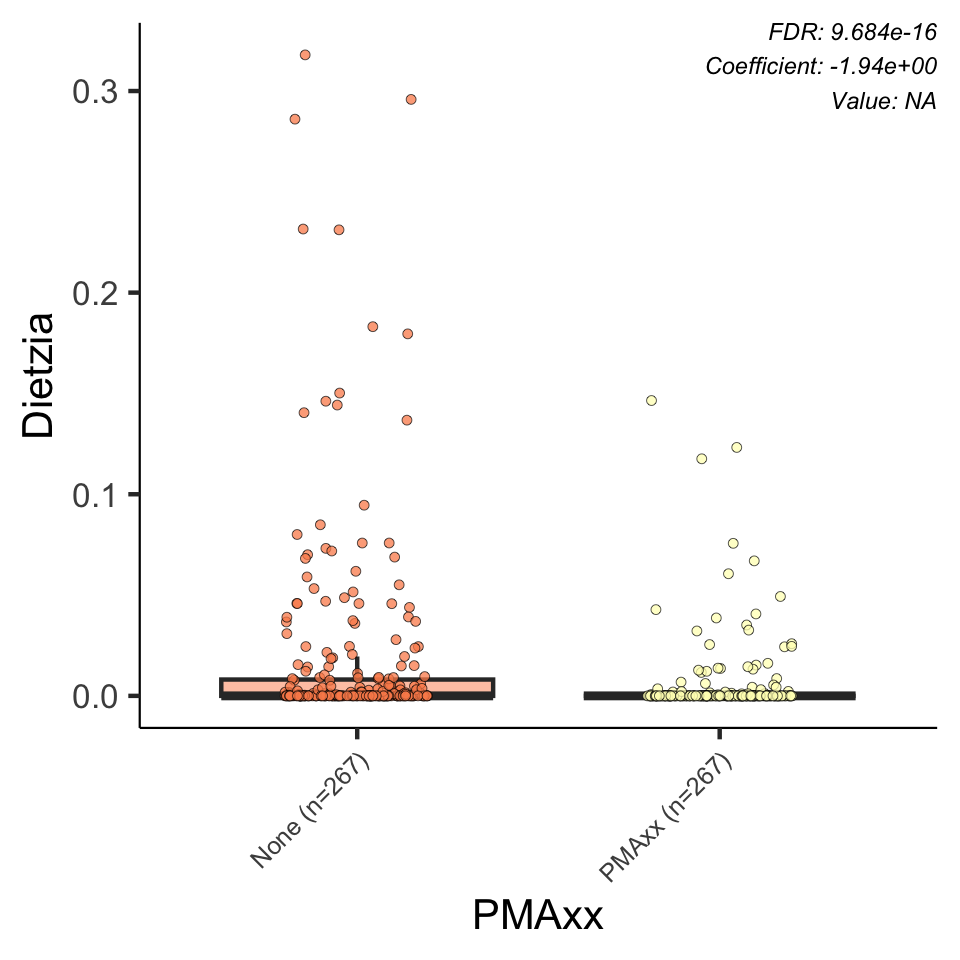 FDR: 9.684e-16
Coefficient: -1.94e+00
Value: NA
Dietzia
0.3
0.2
0.1
0.0
None (n=267)
PMAxx (n=267)
PMAxx